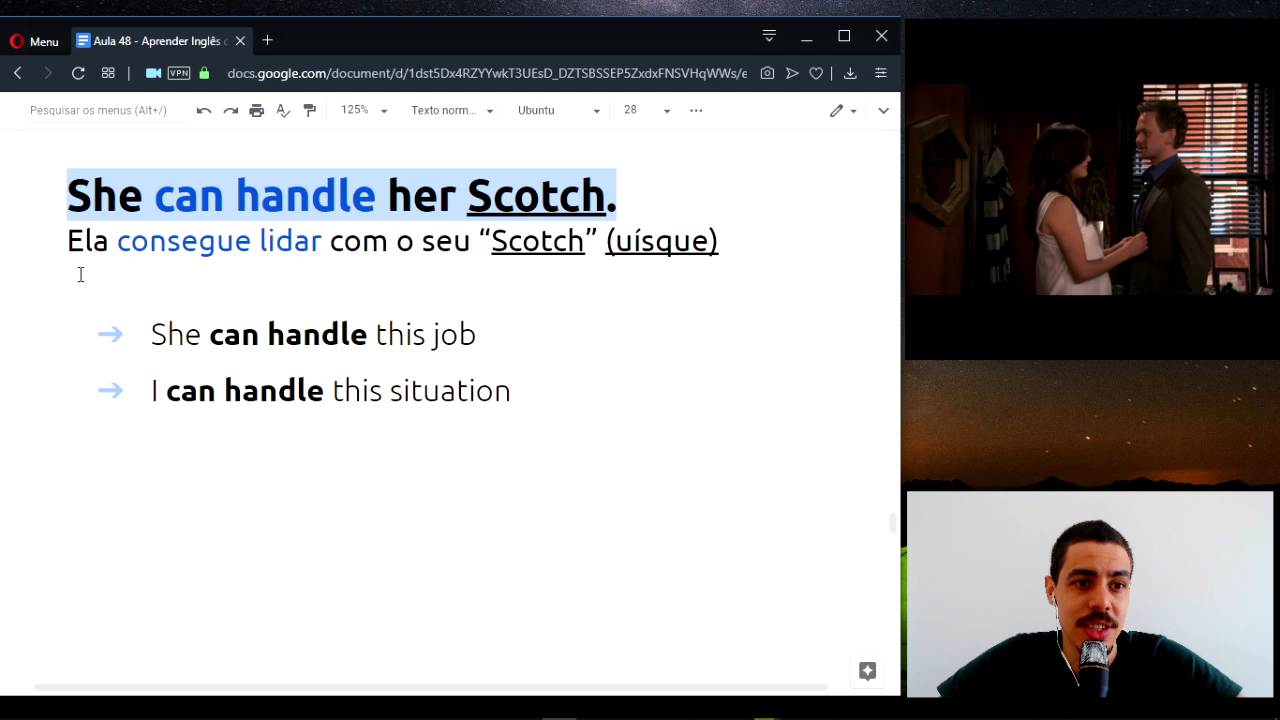 Menu
Aula 48 - Aprender Inglês c
VPN
docs.google.com/document/d/1dst5Dx4RZYYwkT3UEsD_DZTSBSSEP5ZxdxFNSVHqWWs/e
Pesquisar os menus (Alt+/)
125%
Texto norm...
Ubuntu
28
She can handle her Scotch.
Ela consegue lidar com o seu “Scotch” (uísque)
➔ She can handle this job
➔ I can handle this situation